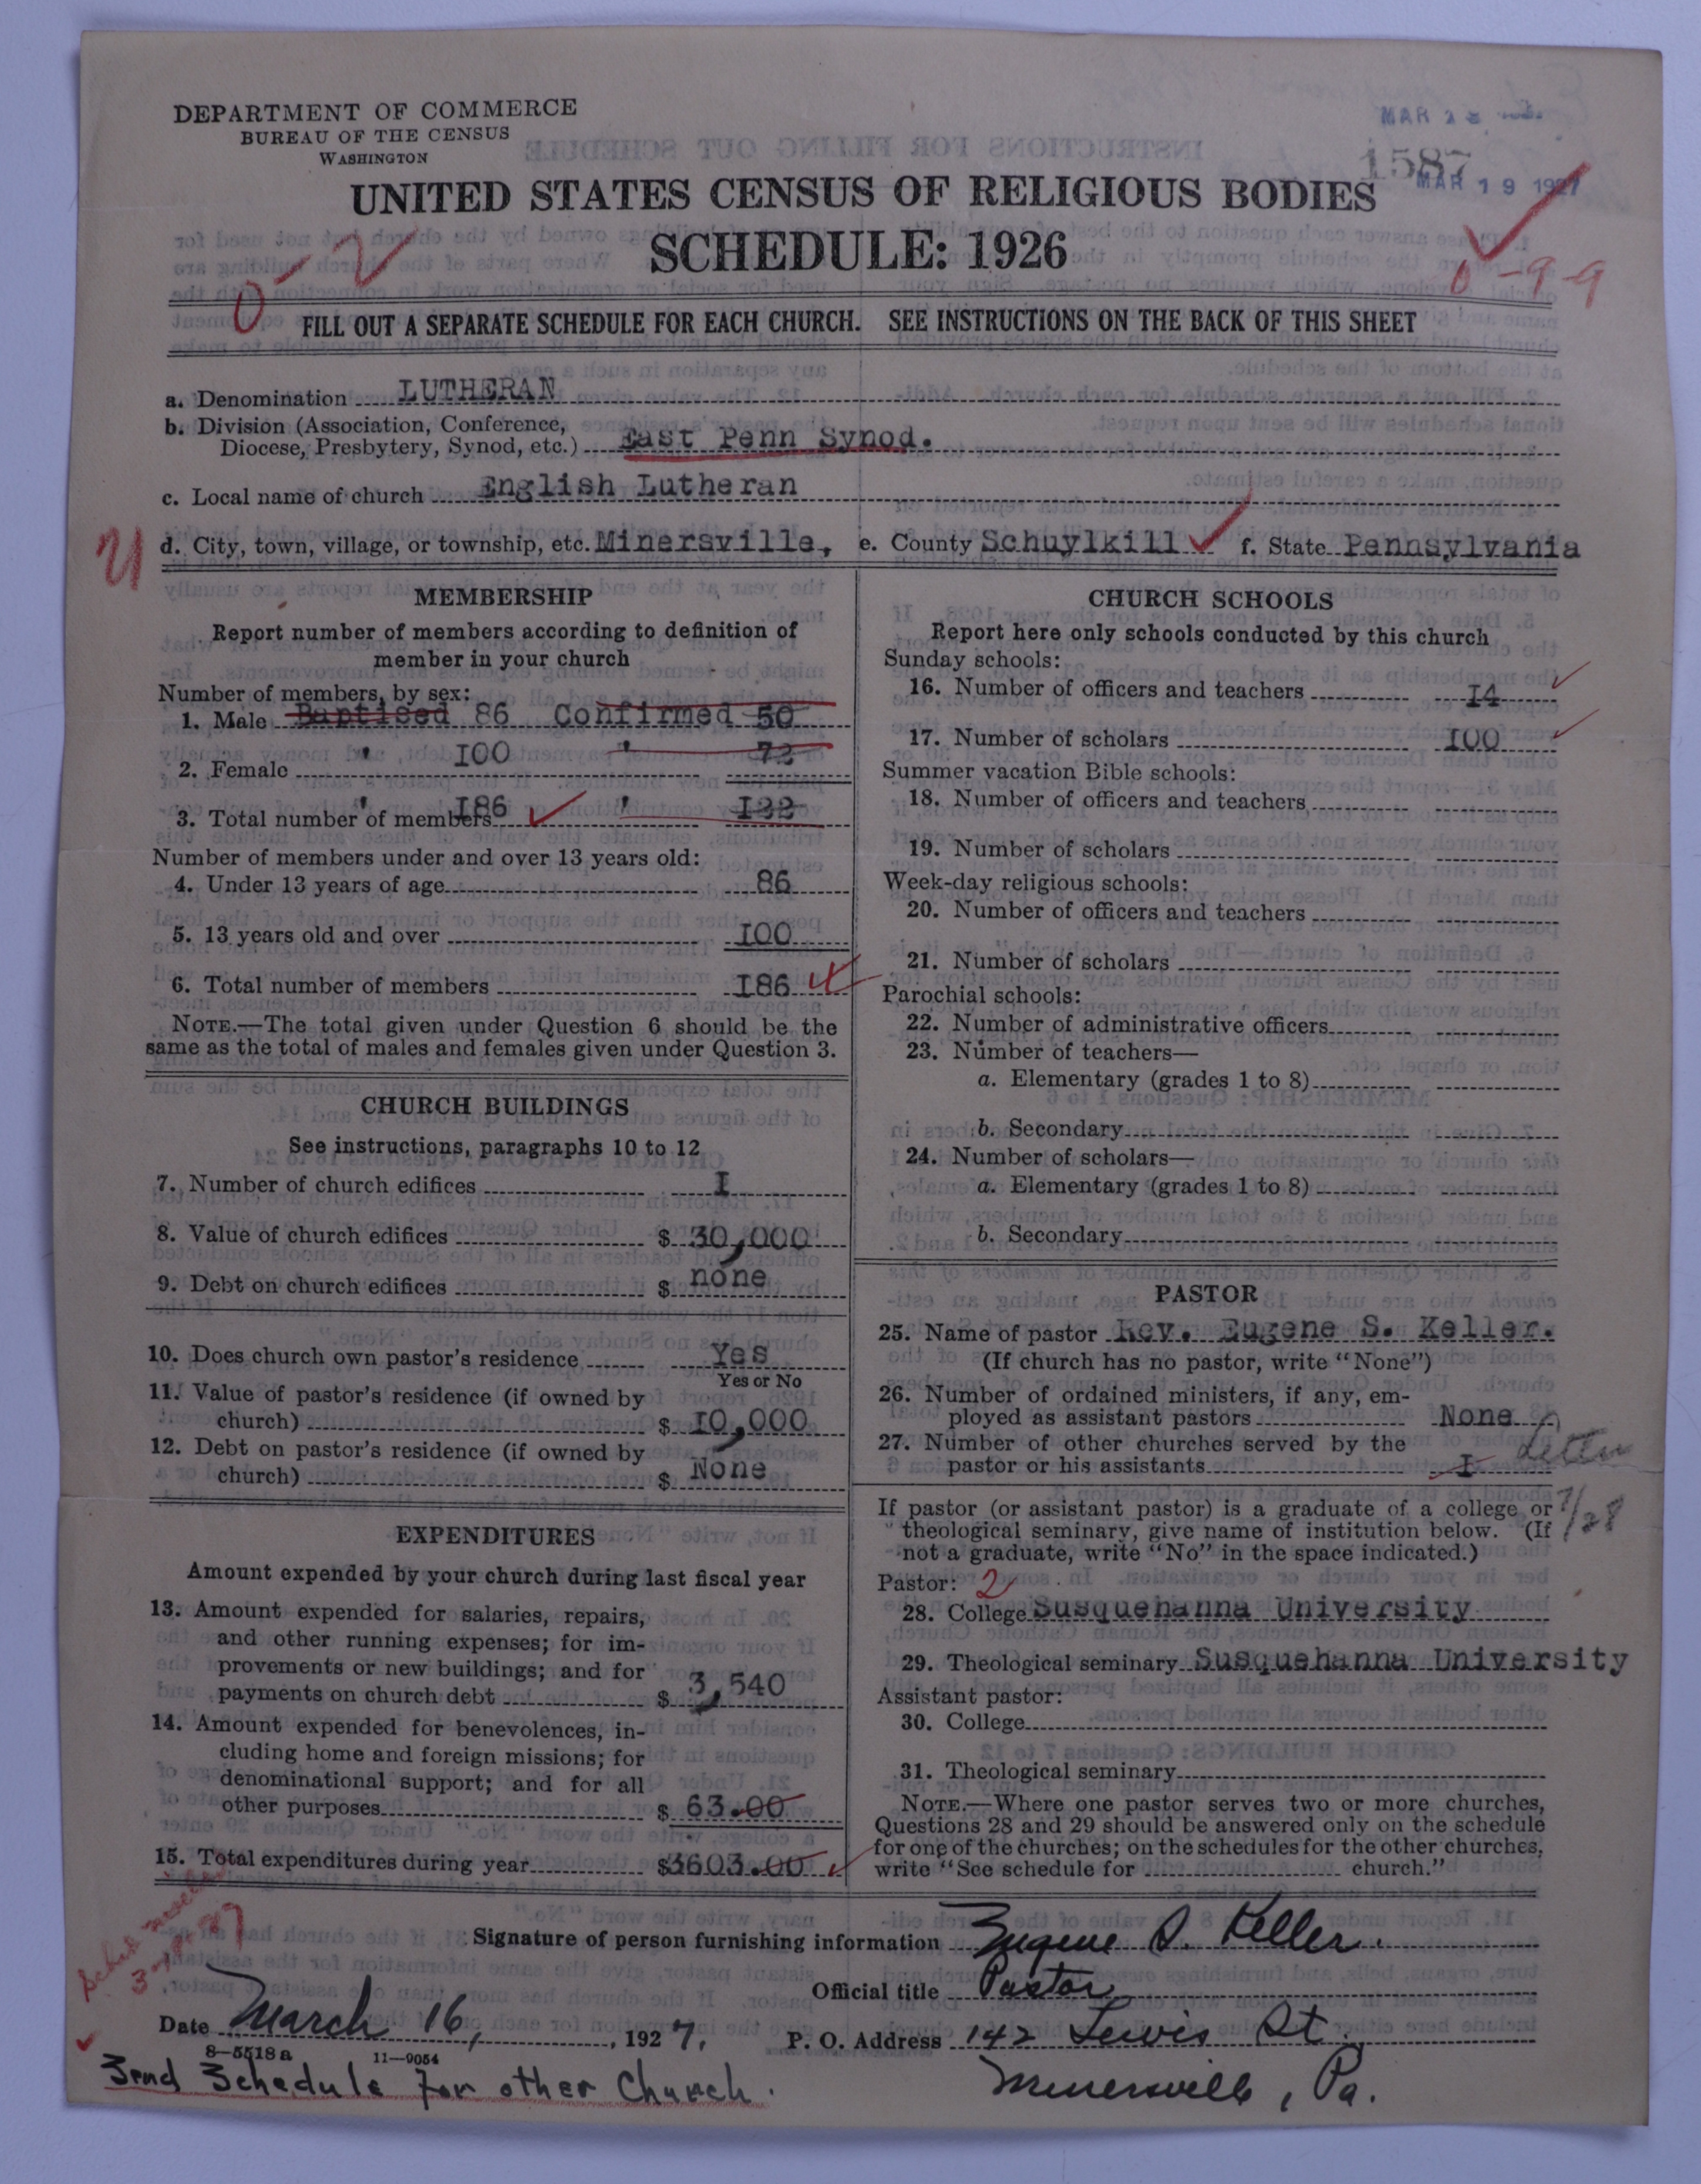 DEPARTMENT OF COMMERCE
BUREAU OF THE CENSUS
WASHINGTON
MAR
1587
MAR 19 1927
UNITED STATES CENSUS OF RELIGIOUS BODIES
SCHEDULE: 1926
0-2
0-9-9
FILL OUT A SEPARATE SCHEDULE FOR EACH CHURCH. SEE INSTRUCTIONS ON THE BACK OF THIS SHEET
a. Denomination LUTHERAN
b. Division (Association, Conference,
Diocese, Presbytery, Synod, etc.) East Penn Synod.
c. Local name of church English Lutheran
d. City, town, village, or township, etc. Minersville, e. County Schuylkill f. State Pennsylvania
MEMBERSHIP
Report number of members according to definition of
member in your church
Number of members, by sex:
1. Male Baptised 86 Confirmed 50
2. Female " 100 " 72
3. Total number of members " 186 " 122
Number of members under and over 13 years old:
4. Under 13 years of age 86
5. 13 years old and over 100
6. Total number of members 186
NOTE.—The total given under Question 6 should be the
same as the total of males and females given under Question 3.
CHURCH BUILDINGS
See instructions, paragraphs 10 to 12
7. Number of church edifices I
8. Value of church edifices $ 30,000
9. Debt on church edifices $ none
10. Does church own pastor's residence Yes
Yes or No
11. Value of pastor's residence (if owned by
church) $ 10,000
12. Debt on pastor's residence (if owned by
church) $ None
EXPENDITURES
Amount expended by your church during last fiscal year
13. Amount expended for salaries, repairs,
and other running expenses; for im-
provements or new buildings; and for
payments on church debt $ 3,540
14. Amount expended for benevolences, in-
cluding home and foreign missions; for
denominational support; and for all
other purposes $ 63.00
15. Total expenditures during year $3603.00
CHURCH SCHOOLS
Report here only schools conducted by this church
Sunday schools:
16. Number of officers and teachers 14
17. Number of scholars 100
Summer vacation Bible schools:
18. Number of officers and teachers
19. Number of scholars
Week-day religious schools:
20. Number of officers and teachers
21. Number of scholars
Parochial schools:
22. Number of administrative officers
23. Number of teachers—
a. Elementary (grades 1 to 8)
b. Secondary
24. Number of scholars—
a. Elementary (grades 1 to 8)
b. Secondary
PASTOR
25. Name of pastor Rev. Eugene S. Keller.
(If church has no pastor, write "None")
26. Number of ordained ministers, if any, em-
ployed as assistant pastors None
27. Number of other churches served by the
pastor or his assistants I
Letter
7/28
If pastor (or assistant pastor) is a graduate of a college or
theological seminary, give name of institution below. (If
not a graduate, write "No" in the space indicated.)
Pastor: 2
28. College Susquehanna University
29. Theological seminary Susquehanna University
Assistant pastor:
30. College
31. Theological seminary
NOTE.—Where one pastor serves two or more churches,
Questions 28 and 29 should be answered only on the schedule
for one of the churches; on the schedules for the other churches,
write "See schedule for church."
Signature of person furnishing information Eugene S. Keller.
Official title Pastor
Date March 16, 1927. P. O. Address 142 Lewis St.
8—5518a 11—9054
Send Schedule for other Church. Minersville, Pa.